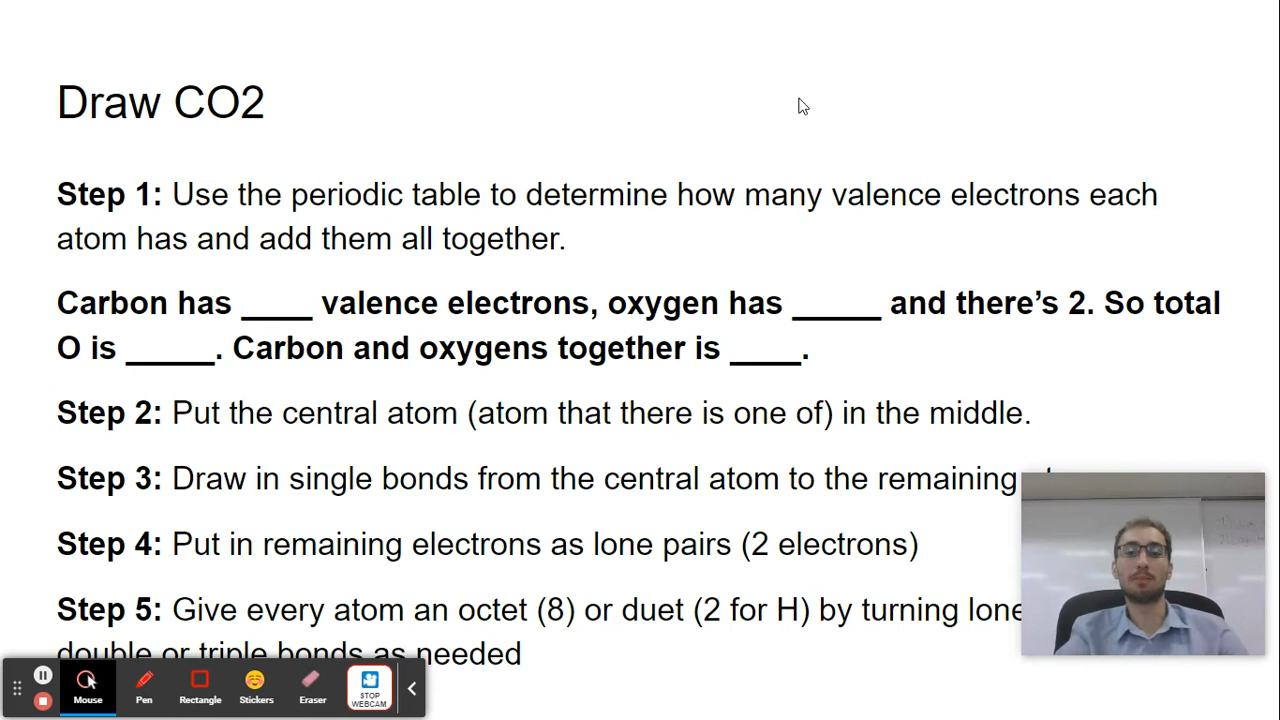 Draw CO2
Step 1: Use the periodic table to determine how many valence electrons each
atom has and add them all together.
Carbon has ____ valence electrons, oxygen has _____ and there’s 2. So total
O is _____. Carbon and oxygens together is ____.
Step 2: Put the central atom (atom that there is one of) in the middle.
Step 3: Draw in single bonds from the central atom to the remaining
Step 4: Put in remaining electrons as lone pairs (2 electrons)
Step 5: Give every atom an octet (8) or duet (2 for H) by turning lone
double or triple bonds as needed
Mouse
Pen
Rectangle
Stickers
Eraser
STOP
WEBCAM